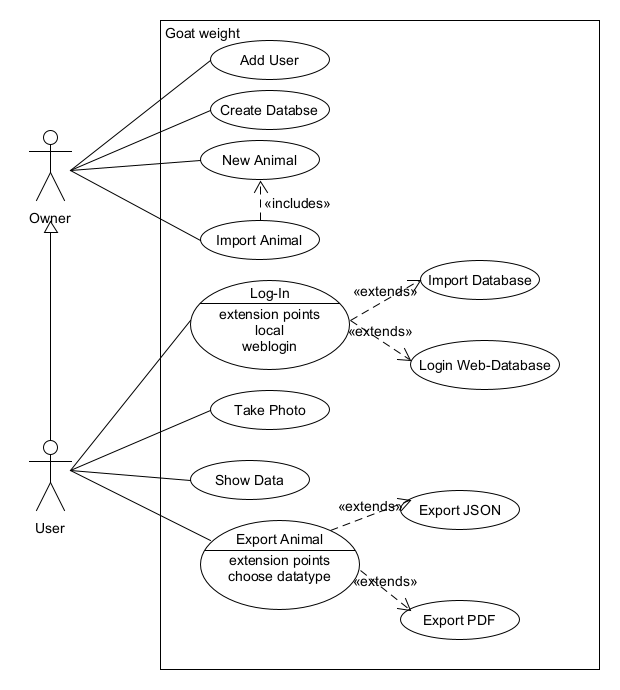 Goat weight
Add User
Create Databse
New Animal
«includes»
Owner
Import Animal
Log-In
extension points
local
weblogin
«extends»
Import Database
«extends»
Login Web-Database
Take Photo
Show Data
User
Export Animal
extension points
choose datatype
«extends»
Export JSON
«extends»
Export PDF